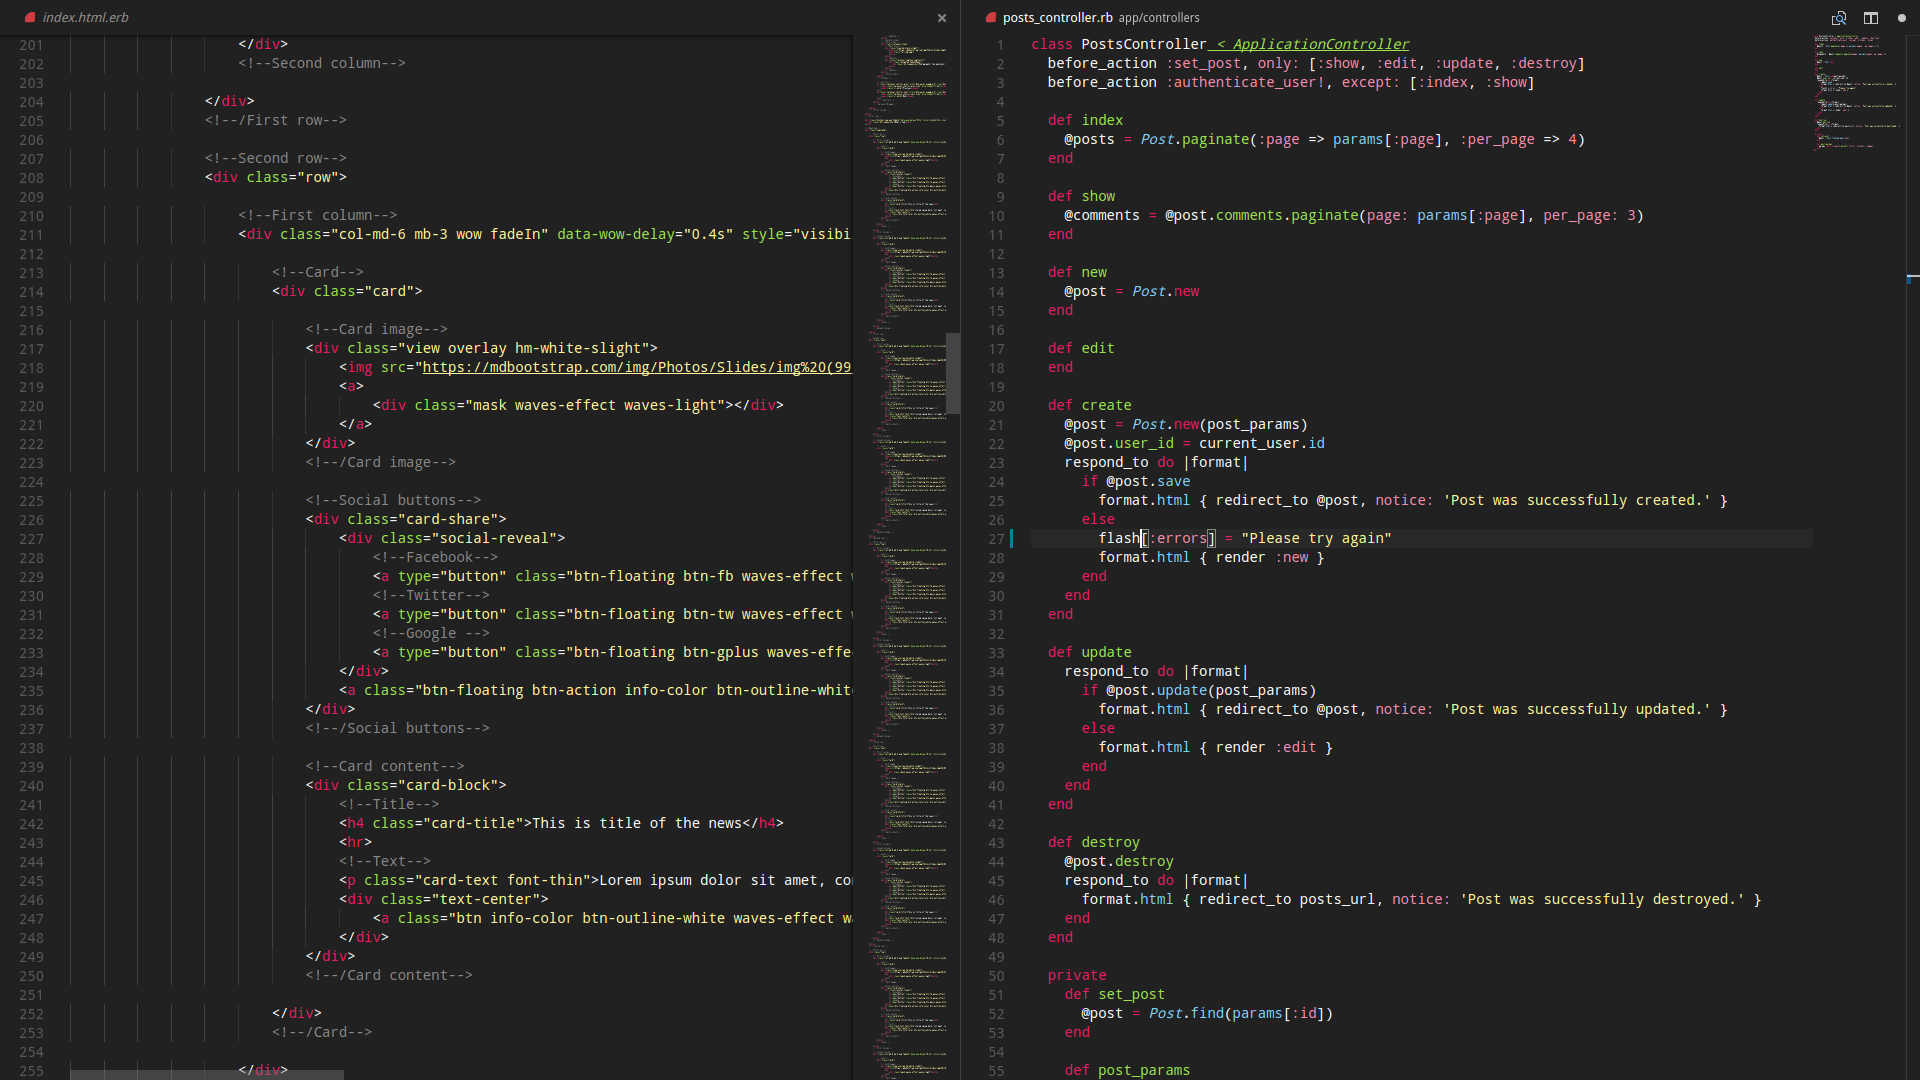 index.html.erb
201 </div>
202 <!--Second column-->
203
204 </div>
205 <!--/First row-->
206
207 <!--Second row-->
208 <div class="row">
209
210 <!--First column-->
211 <div class="col-md-6 mb-3 wow fadeIn" data-wow-delay="0.4s" style="visibi
212
213 <!--Card-->
214 <div class="card">
215
216 <!--Card image-->
217 <div class="view overlay hm-white-slight">
218 <img src="https://mdbootstrap.com/img/Photos/Slides/img%20(99
219 <a>
220 <div class="mask waves-effect waves-light"></div>
221 </a>
222 </div>
223 <!--/Card image-->
224
225 <!--Social buttons-->
226 <div class="card-share">
227 <div class="social-reveal">
228 <!--Facebook-->
229 <a type="button" class="btn-floating btn-fb waves-effect
230 <!--Twitter-->
231 <a type="button" class="btn-floating btn-tw waves-effect
232 <!--Google -->
233 <a type="button" class="btn-floating btn-gplus waves-effe
234 </div>
235 <a class="btn-floating btn-action info-color btn-outline-whit
236 </div>
237 <!--/Social buttons-->
238
239 <!--Card content-->
240 <div class="card-block">
241 <!--Title-->
242 <h4 class="card-title">This is title of the news</h4>
243 <hr>
244 <!--Text-->
245 <p class="card-text font-thin">Lorem ipsum dolor sit amet, co
246 <div class="text-center">
247 <a class="btn info-color btn-outline-white waves-effect w
248 </div>
249 </div>
250 <!--/Card content-->
251
252 </div>
253 <!--/Card-->
254
255 </div>
posts_controller.rb app/controllers
1 class PostsController < ApplicationController
2 before_action :set_post, only: [:show, :edit, :update, :destroy]
3 before_action :authenticate_user!, except: [:index, :show]
4
5 def index
6 @posts = Post.paginate(:page => params[:page], :per_page => 4)
7 end
8
9 def show
10 @comments = @post.comments.paginate(page: params[:page], per_page: 3)
11 end
12
13 def new
14 @post = Post.new
15 end
16
17 def edit
18 end
19
20 def create
21 @post = Post.new(post_params)
22 @post.user_id = current_user.id
23 respond_to do |format|
24 if @post.save
25 format.html { redirect_to @post, notice: 'Post was successfully created.' }
26 else
27 flash[:errors] = "Please try again"
28 format.html { render :new }
29 end
30 end
31 end
32
33 def update
34 respond_to do |format|
35 if @post.update(post_params)
36 format.html { redirect_to @post, notice: 'Post was successfully updated.' }
37 else
38 format.html { render :edit }
39 end
40 end
41 end
42
43 def destroy
44 @post.destroy
45 respond_to do |format|
46 format.html { redirect_to posts_url, notice: 'Post was successfully destroyed.' }
47 end
48 end
49
50 private
51 def set_post
52 @post = Post.find(params[:id])
53 end
54
55 def post_params